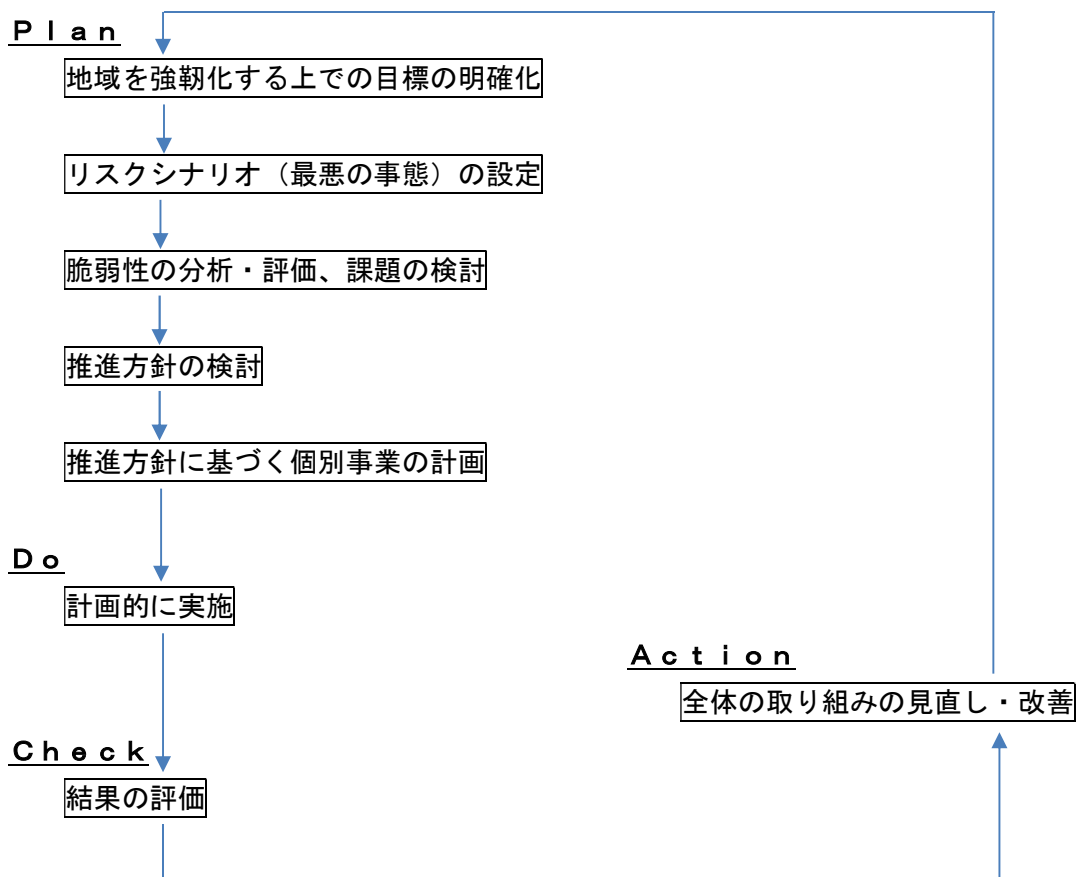 Ｐｌａｎ
地域を強靭化する上での目標の明確化
リスクシナリオ（最悪の事態）の設定
脆弱性の分析・評価、課題の検討
推進方針の検討
推進方針に基づく個別事業の計画
Ｄｏ
計画的に実施
Ａｃｔｉｏｎ
全体の取り組みの見直し・改善
Ｃｈｅｃｋ
結果の評価